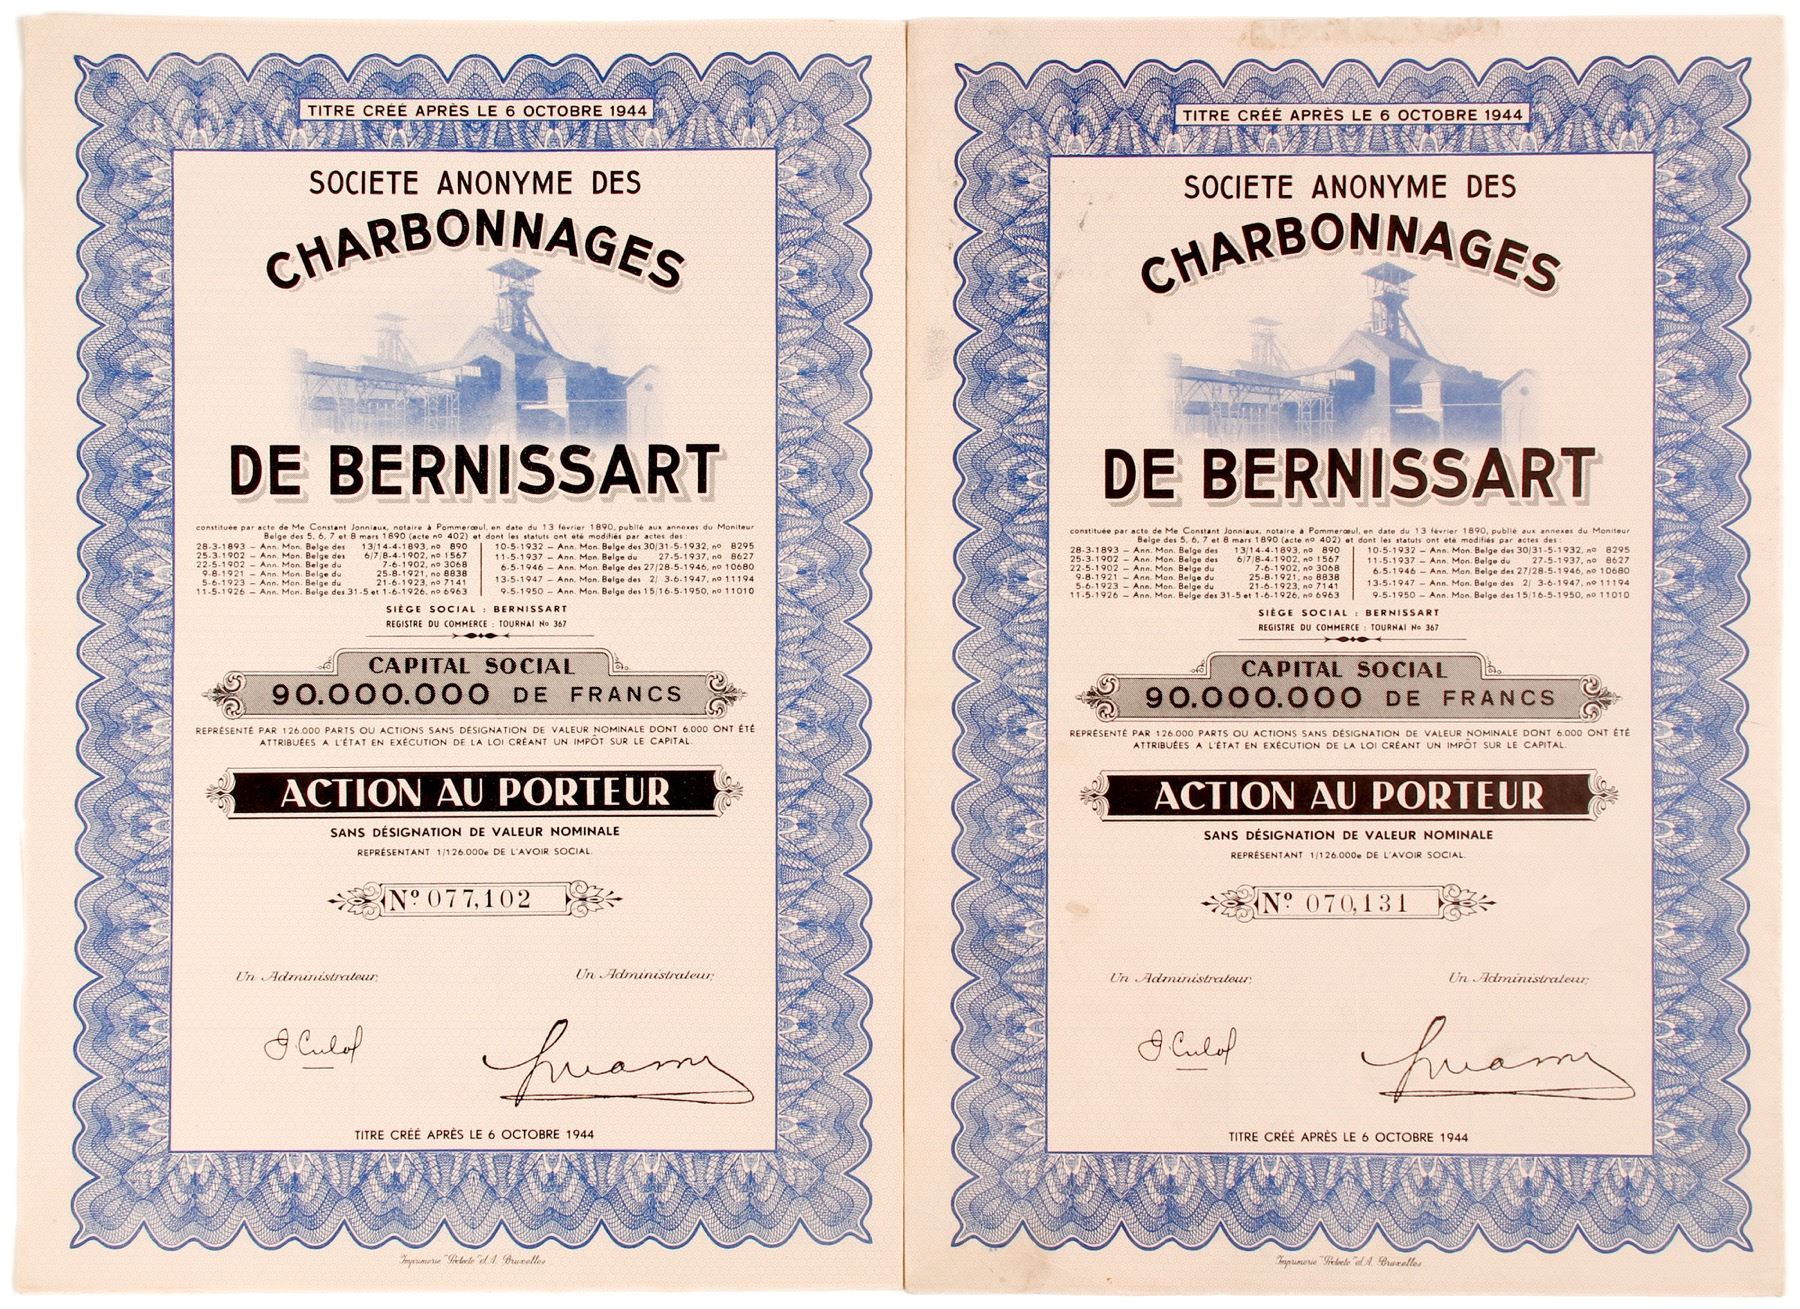 TITRE CRÉÉ APRÈS LE 6 OCTOBRE 1944
SOCIETE ANONYME DES
CHARBONNAGES
DE BERNISSART
constituée par acte de Me Constant Jonniaux, notaire à Pommerœul, en date du 13 février 1890, publié aux annexes du Moniteur
Belge des 5, 6, 7 et 8 mars 1890 (acte no 402) et dont les statuts ont été modifiés par actes des :
28-3-1893 — Ann. Mon. Belge des 13/14-4-1893, no 890
25-3-1902 — Ann. Mon. Belge des 6/7/8-4-1902, no 1567
22-5-1902 — Ann. Mon. Belge du 7-6-1902, no 3068
9-8-1921 — Ann. Mon. Belge du 25-8-1921, no 8838
5-6-1923 — Ann. Mon. Belge du 21-6-1923, no 7141
11-5-1926 — Ann. Mon. Belge des 31-5 et 1-6-1926, no 6963
10-5-1932 — Ann. Mon. Belge des 30/31-5-1932, no 8295
11-5-1937 — Ann. Mon. Belge du 27-5-1937, no 8627
6-5-1946 — Ann. Mon. Belge des 27/28-5-1946, no 10680
13-5-1947 — Ann. Mon. Belge des 2/ 3-6-1947, no 11194
9-5-1950 — Ann. Mon. Belge des 15/16-5-1950, no 11010
SIÈGE SOCIAL : BERNISSART
REGISTRE DU COMMERCE : TOURNAI No 367
CAPITAL SOCIAL
90.000.000 DE FRANCS
REPRÉSENTÉ PAR 126.000 PARTS OU ACTIONS SANS DÉSIGNATION DE VALEUR NOMINALE DONT 6.000 ONT ÉTÉ
ATTRIBUÉES A L'ÉTAT EN EXÉCUTION DE LA LOI CRÉANT UN IMPÔT SUR LE CAPITAL.
ACTION AU PORTEUR
SANS DÉSIGNATION DE VALEUR NOMINALE
REPRÉSENTANT 1/126.000e DE L'AVOIR SOCIAL.
Nº 077,102
Un Administrateur, Un Administrateur,
TITRE CRÉÉ APRÈS LE 6 OCTOBRE 1944
Imprimerie
Bruxelles
TITRE CRÉÉ APRÈS LE 6 OCTOBRE 1944
SOCIETE ANONYME DES
CHARBONNAGES
DE BERNISSART
constituée par acte de Me Constant Jonniaux, notaire à Pommerœul, en date du 13 février 1890, publié aux annexes du Moniteur
Belge des 5, 6, 7 et 8 mars 1890 (acte no 402) et dont les statuts ont été modifiés par actes des :
28-3-1893 — Ann. Mon. Belge des 13/14-4-1893, no 890
25-3-1902 — Ann. Mon. Belge des 6/7/8-4-1902, no 1567
22-5-1902 — Ann. Mon. Belge du 7-6-1902, no 3068
9-8-1921 — Ann. Mon. Belge du 25-8-1921, no 8838
5-6-1923 — Ann. Mon. Belge du 21-6-1923, no 7141
11-5-1926 — Ann. Mon. Belge des 31-5 et 1-6-1926, no 6963
10-5-1932 — Ann. Mon. Belge des 30/31-5-1932, no 8295
11-5-1937 — Ann. Mon. Belge du 27-5-1937, no 8627
6-5-1946 — Ann. Mon. Belge des 27/28-5-1946, no 10680
13-5-1947 — Ann. Mon. Belge des 2/ 3-6-1947, no 11194
9-5-1950 — Ann. Mon. Belge des 15/16-5-1950, no 11010
SIÈGE SOCIAL : BERNISSART
REGISTRE DU COMMERCE : TOURNAI No 367
CAPITAL SOCIAL
90.000.000 DE FRANCS
REPRÉSENTÉ PAR 126.000 PARTS OU ACTIONS SANS DÉSIGNATION DE VALEUR NOMINALE DONT 6.000 ONT ÉTÉ
ATTRIBUÉES A L'ÉTAT EN EXÉCUTION DE LA LOI CRÉANT UN IMPÔT SUR LE CAPITAL.
ACTION AU PORTEUR
SANS DÉSIGNATION DE VALEUR NOMINALE
REPRÉSENTANT 1/126.000e DE L'AVOIR SOCIAL.
Nº 070,131
Un Administrateur, Un Administrateur,
TITRE CRÉÉ APRÈS LE 6 OCTOBRE 1944
Imprimerie
Bruxelles